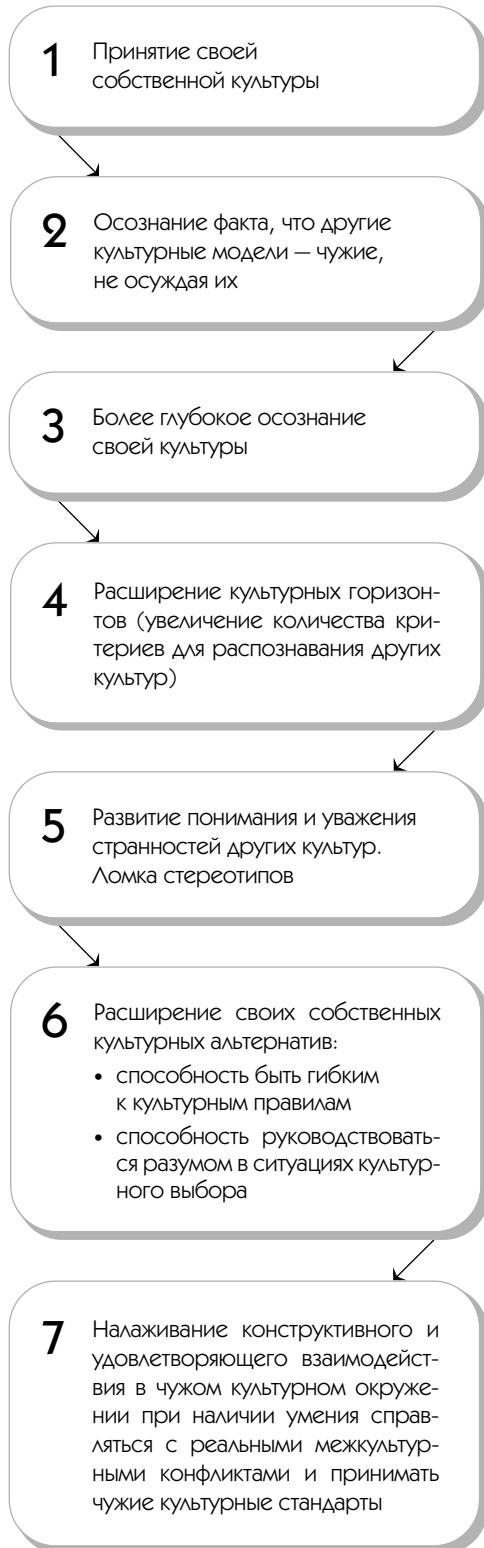 1 Принятие своей
собственной культуры
2 Осознание факта, что другие
культурные модели – чужие,
не осуждая их
3 Более глубокое осознание
своей культуры
4 Расширение культурных горизон-
тов (увеличение количества кри-
териев для распознавания других
культур)
5 Развитие понимания и уважения
странностей других культур.
Ломка стереотипов
6 Расширение своих собственных
культурных альтернатив:
• способность быть гибким
к культурным правилам
• способность руководствовать-
ся разумом в ситуациях культур-
ного выбора
7 Налаживание конструктивного и
удовлетворяющего взаимодейст-
вия в чужом культурном окруже-
нии при наличии умения справ-
ляться с реальными межкультур-
ными конфликтами и принимать
чужие культурные стандарты